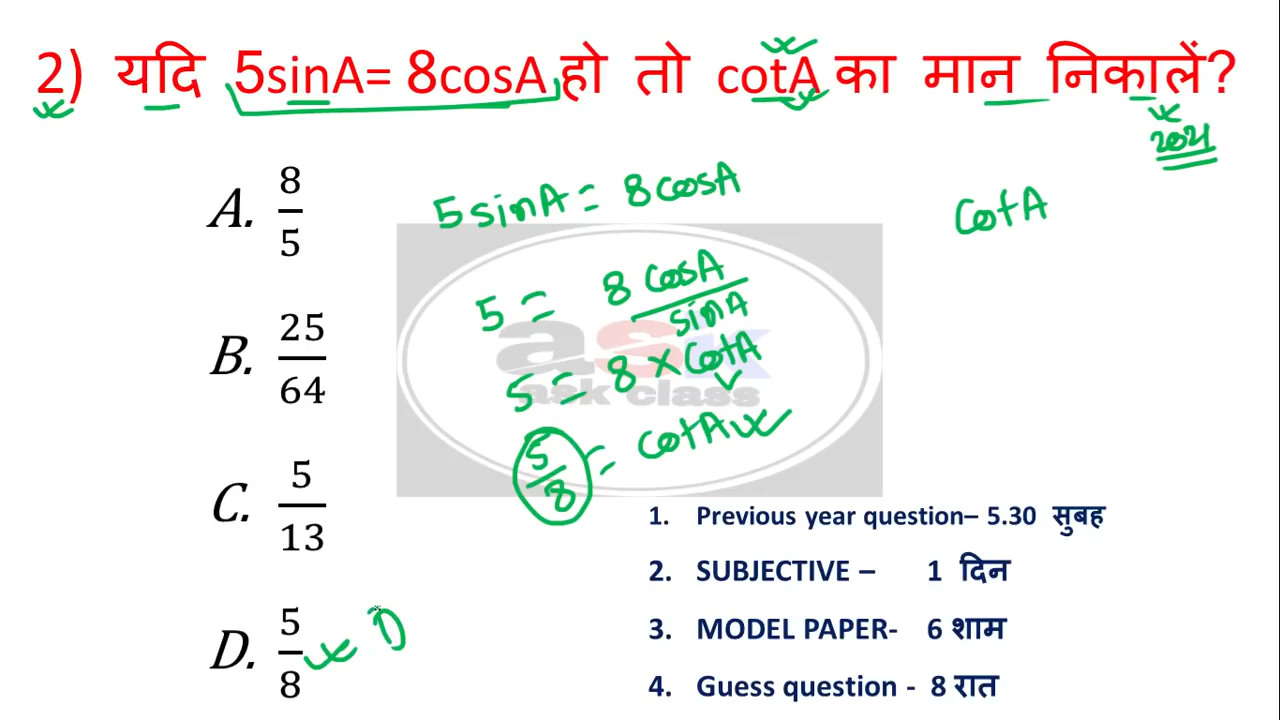 2) यदि 5sinA= 8cosA हो तो cotA का मान निकालें?
2021
A. 8/5
5sinA = 8cosA
cotA
5 = 8 cosA/sinA
B. 25/64
5 = 8 × cotA
ask
ask class
5/8 = cotA
C. 5/13
1. Previous year question– 5.30 सुबह
2. SUBJECTIVE – 1 दिन
3. MODEL PAPER- 6 शाम
D. 5/8 D
4. Guess question - 8 रात